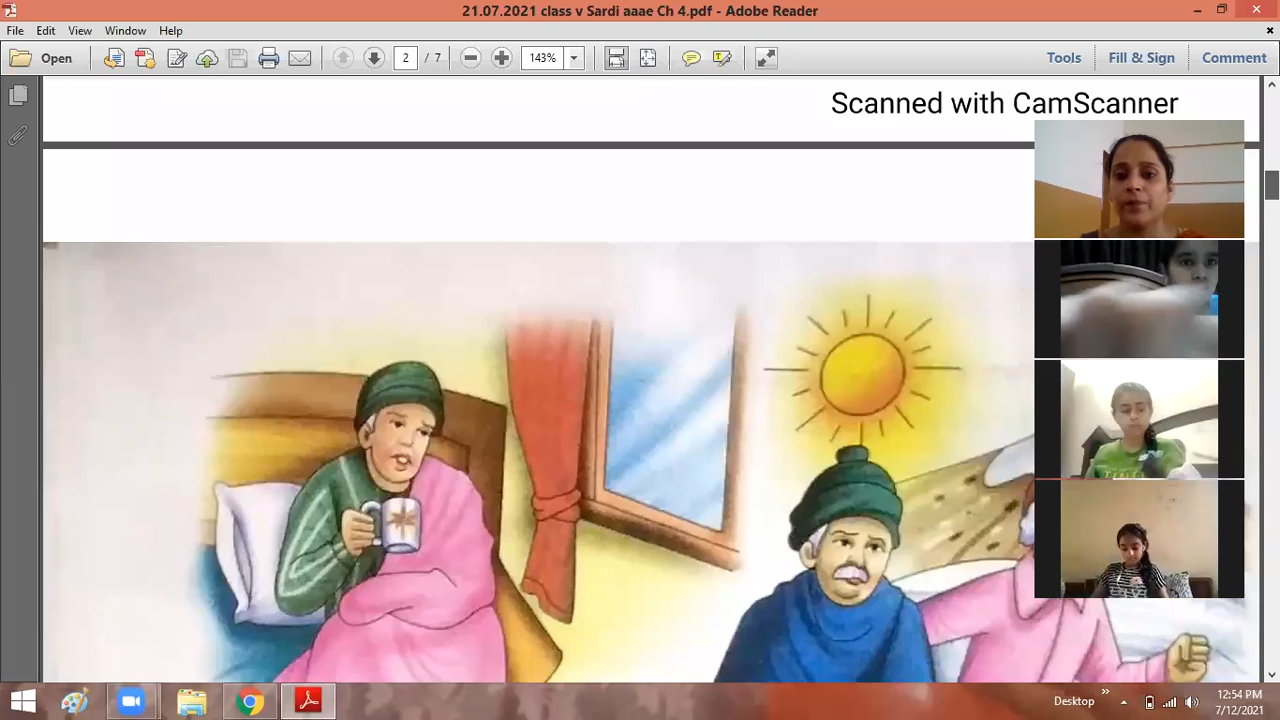 21.07.2021 class v Sardi aaae Ch 4.pdf - Adobe Reader
File Edit View Window Help
Open 2 / 7 143% Tools Fill & Sign Comment
Scanned with CamScanner
Desktop
12:54 PM
7/12/2021